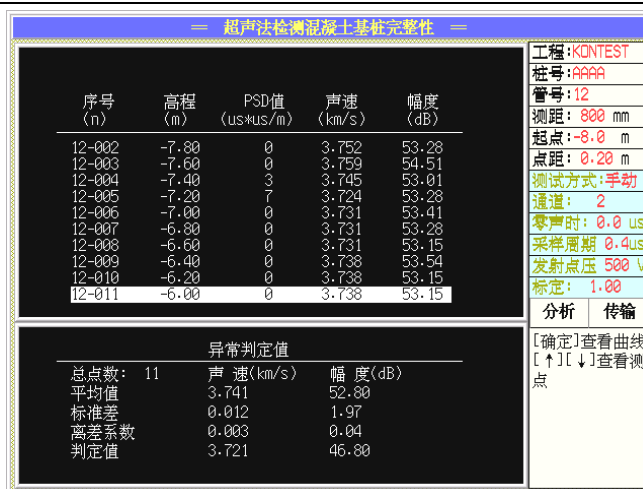 ═ 超声法检测混凝土基桩完整性 ═
序号 高程 PSD值 声速 幅度
(n) (m) (us*us/m) (km/s) (dB)
12-002 -7.80 0 3.752 53.28
12-003 -7.60 0 3.759 54.51
12-004 -7.40 3 3.745 53.01
12-005 -7.20 7 3.724 53.28
12-006 -7.00 0 3.731 53.41
12-007 -6.80 0 3.731 53.28
12-008 -6.60 0 3.731 53.15
12-009 -6.40 0 3.738 53.54
12-010 -6.20 0 3.738 53.15
12-011 -6.00 0 3.738 53.15
异常判定值
总点数: 11 声 速(km/s) 幅 度(dB)
平均值 3.741 52.80
标准差 0.012 1.97
离差系数 0.003 0.04
判定值 3.721 46.80
工程:KONTEST
桩号:AAAA
管号:12
测距: 800 mm
起点:-8.0 m
点距: 0.20 m
测试方式:手动
通道: 2
零声时: 0.0 us
采样周期 0.4us
发射点压 500 V
标定: 1.00
分析 传输
[确定]查看曲线
[↑][↓]查看测
点